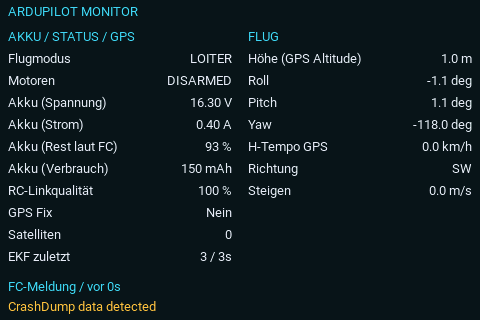 ARDUPILOT MONITOR
AKKU / STATUS / GPS
Flugmodus LOITER
Motoren DISARMED
Akku (Spannung) 16.30 V
Akku (Strom) 0.40 A
Akku (Rest laut FC) 93 %
Akku (Verbrauch) 150 mAh
RC-Linkqualität 100 %
GPS Fix Nein
Satelliten 0
EKF zuletzt 3 / 3s
FLUG
Höhe (GPS Altitude) 1.0 m
Roll -1.1 deg
Pitch 1.1 deg
Yaw -118.0 deg
H-Tempo GPS 0.0 km/h
Richtung SW
Steigen 0.0 m/s
FC-Meldung / vor 0s
CrashDump data detected